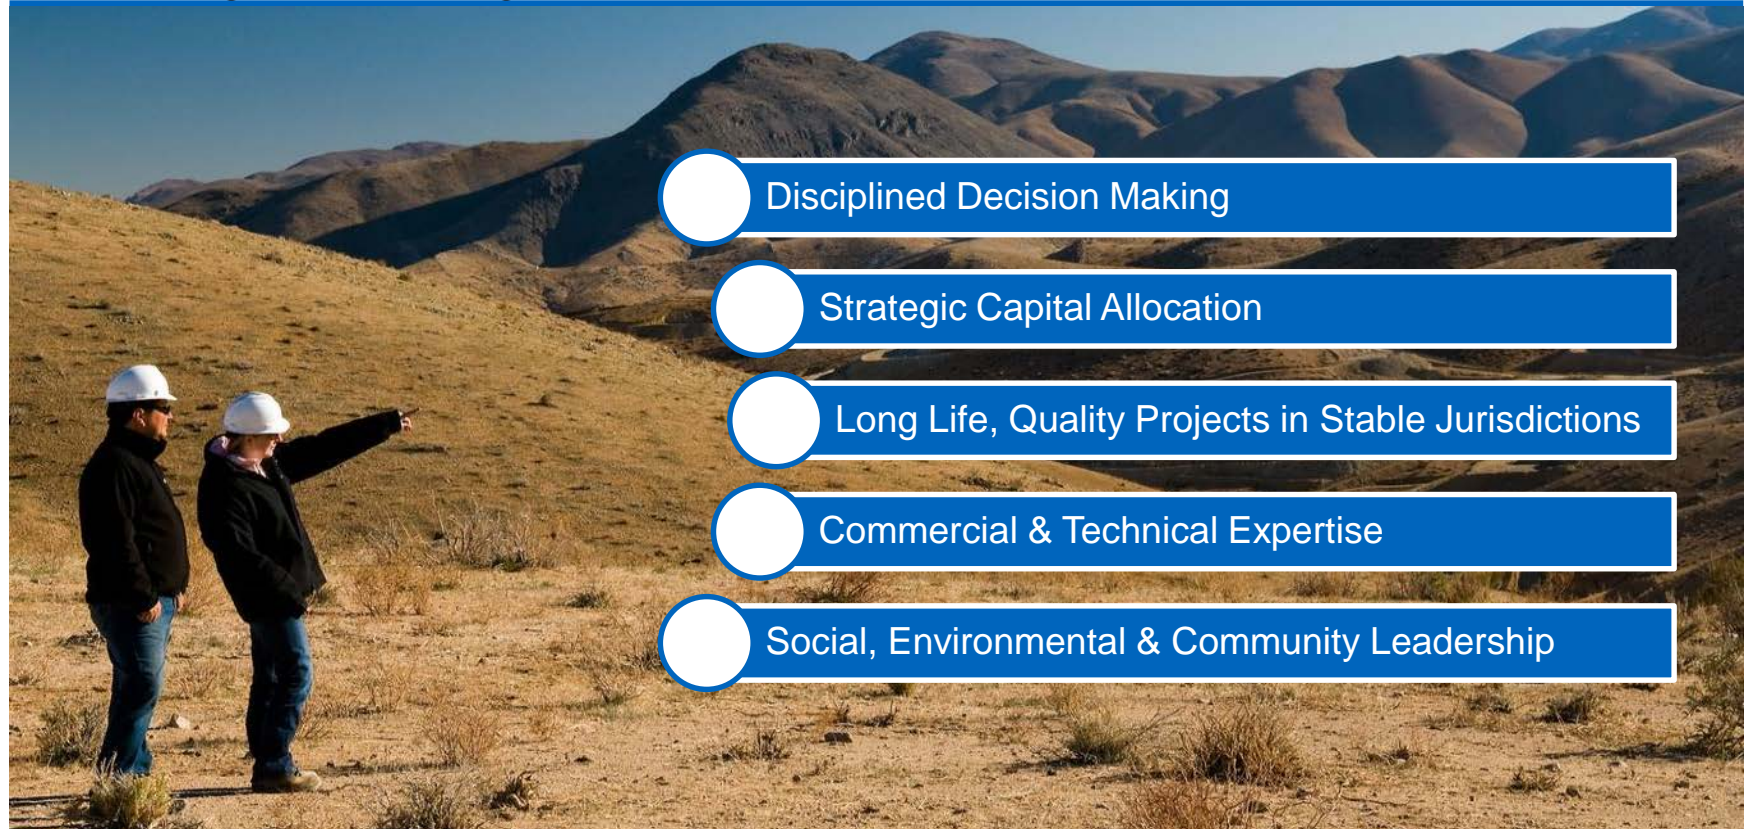 Disciplined Decision Making
Strategic Capital Allocation
Long Life, Quality Projects in Stable Jurisdictions
Commercial & Technical Expertise
Social, Environmental & Community Leadership